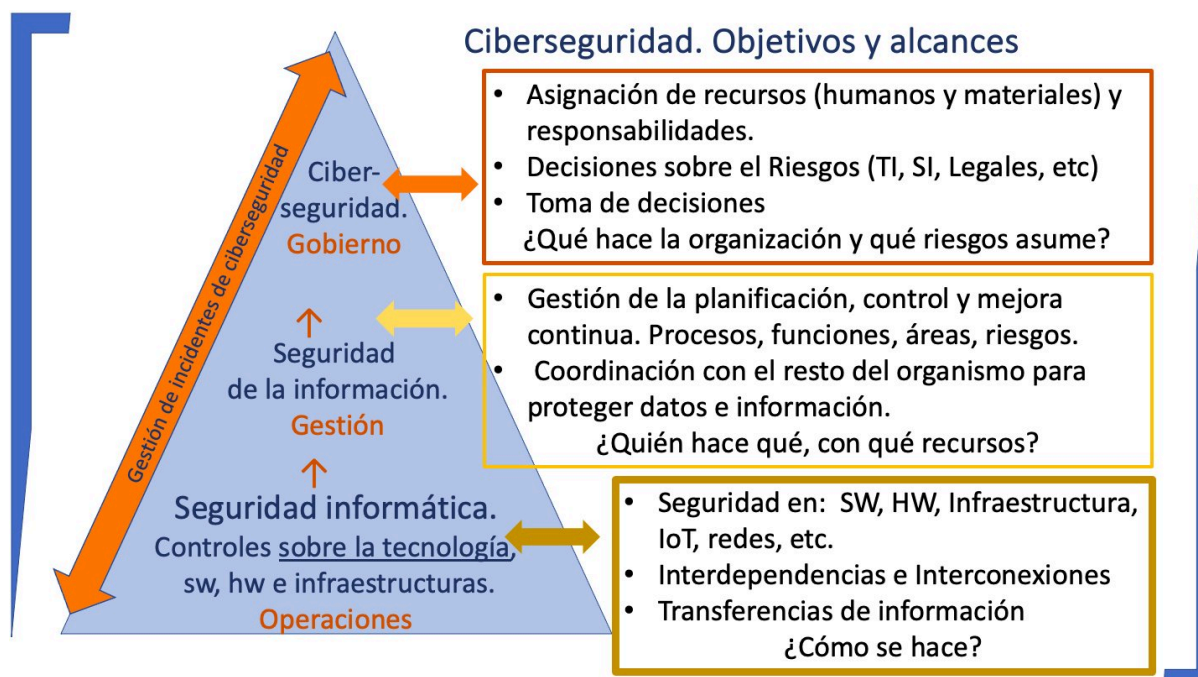 Ciberseguridad. Objetivos y alcances
Gestión de incidentes de ciberseguridad
Ciber-
seguridad.
Gobierno
• Asignación de recursos (humanos y materiales) y
responsabilidades.
• Decisiones sobre el Riesgos (TI, SI, Legales, etc)
• Toma de decisiones
¿Qué hace la organización y qué riesgos asume?
Seguridad
de la información.
Gestión
• Gestión de la planificación, control y mejora
continua. Procesos, funciones, áreas, riesgos.
• Coordinación con el resto del organismo para
proteger datos e información.
¿Quién hace qué, con qué recursos?
Seguridad informática.
Controles sobre la tecnología,
sw, hw e infraestructuras.
Operaciones
• Seguridad en: SW, HW, Infraestructura,
IoT, redes, etc.
• Interdependencias e Interconexiones
• Transferencias de información
¿Cómo se hace?